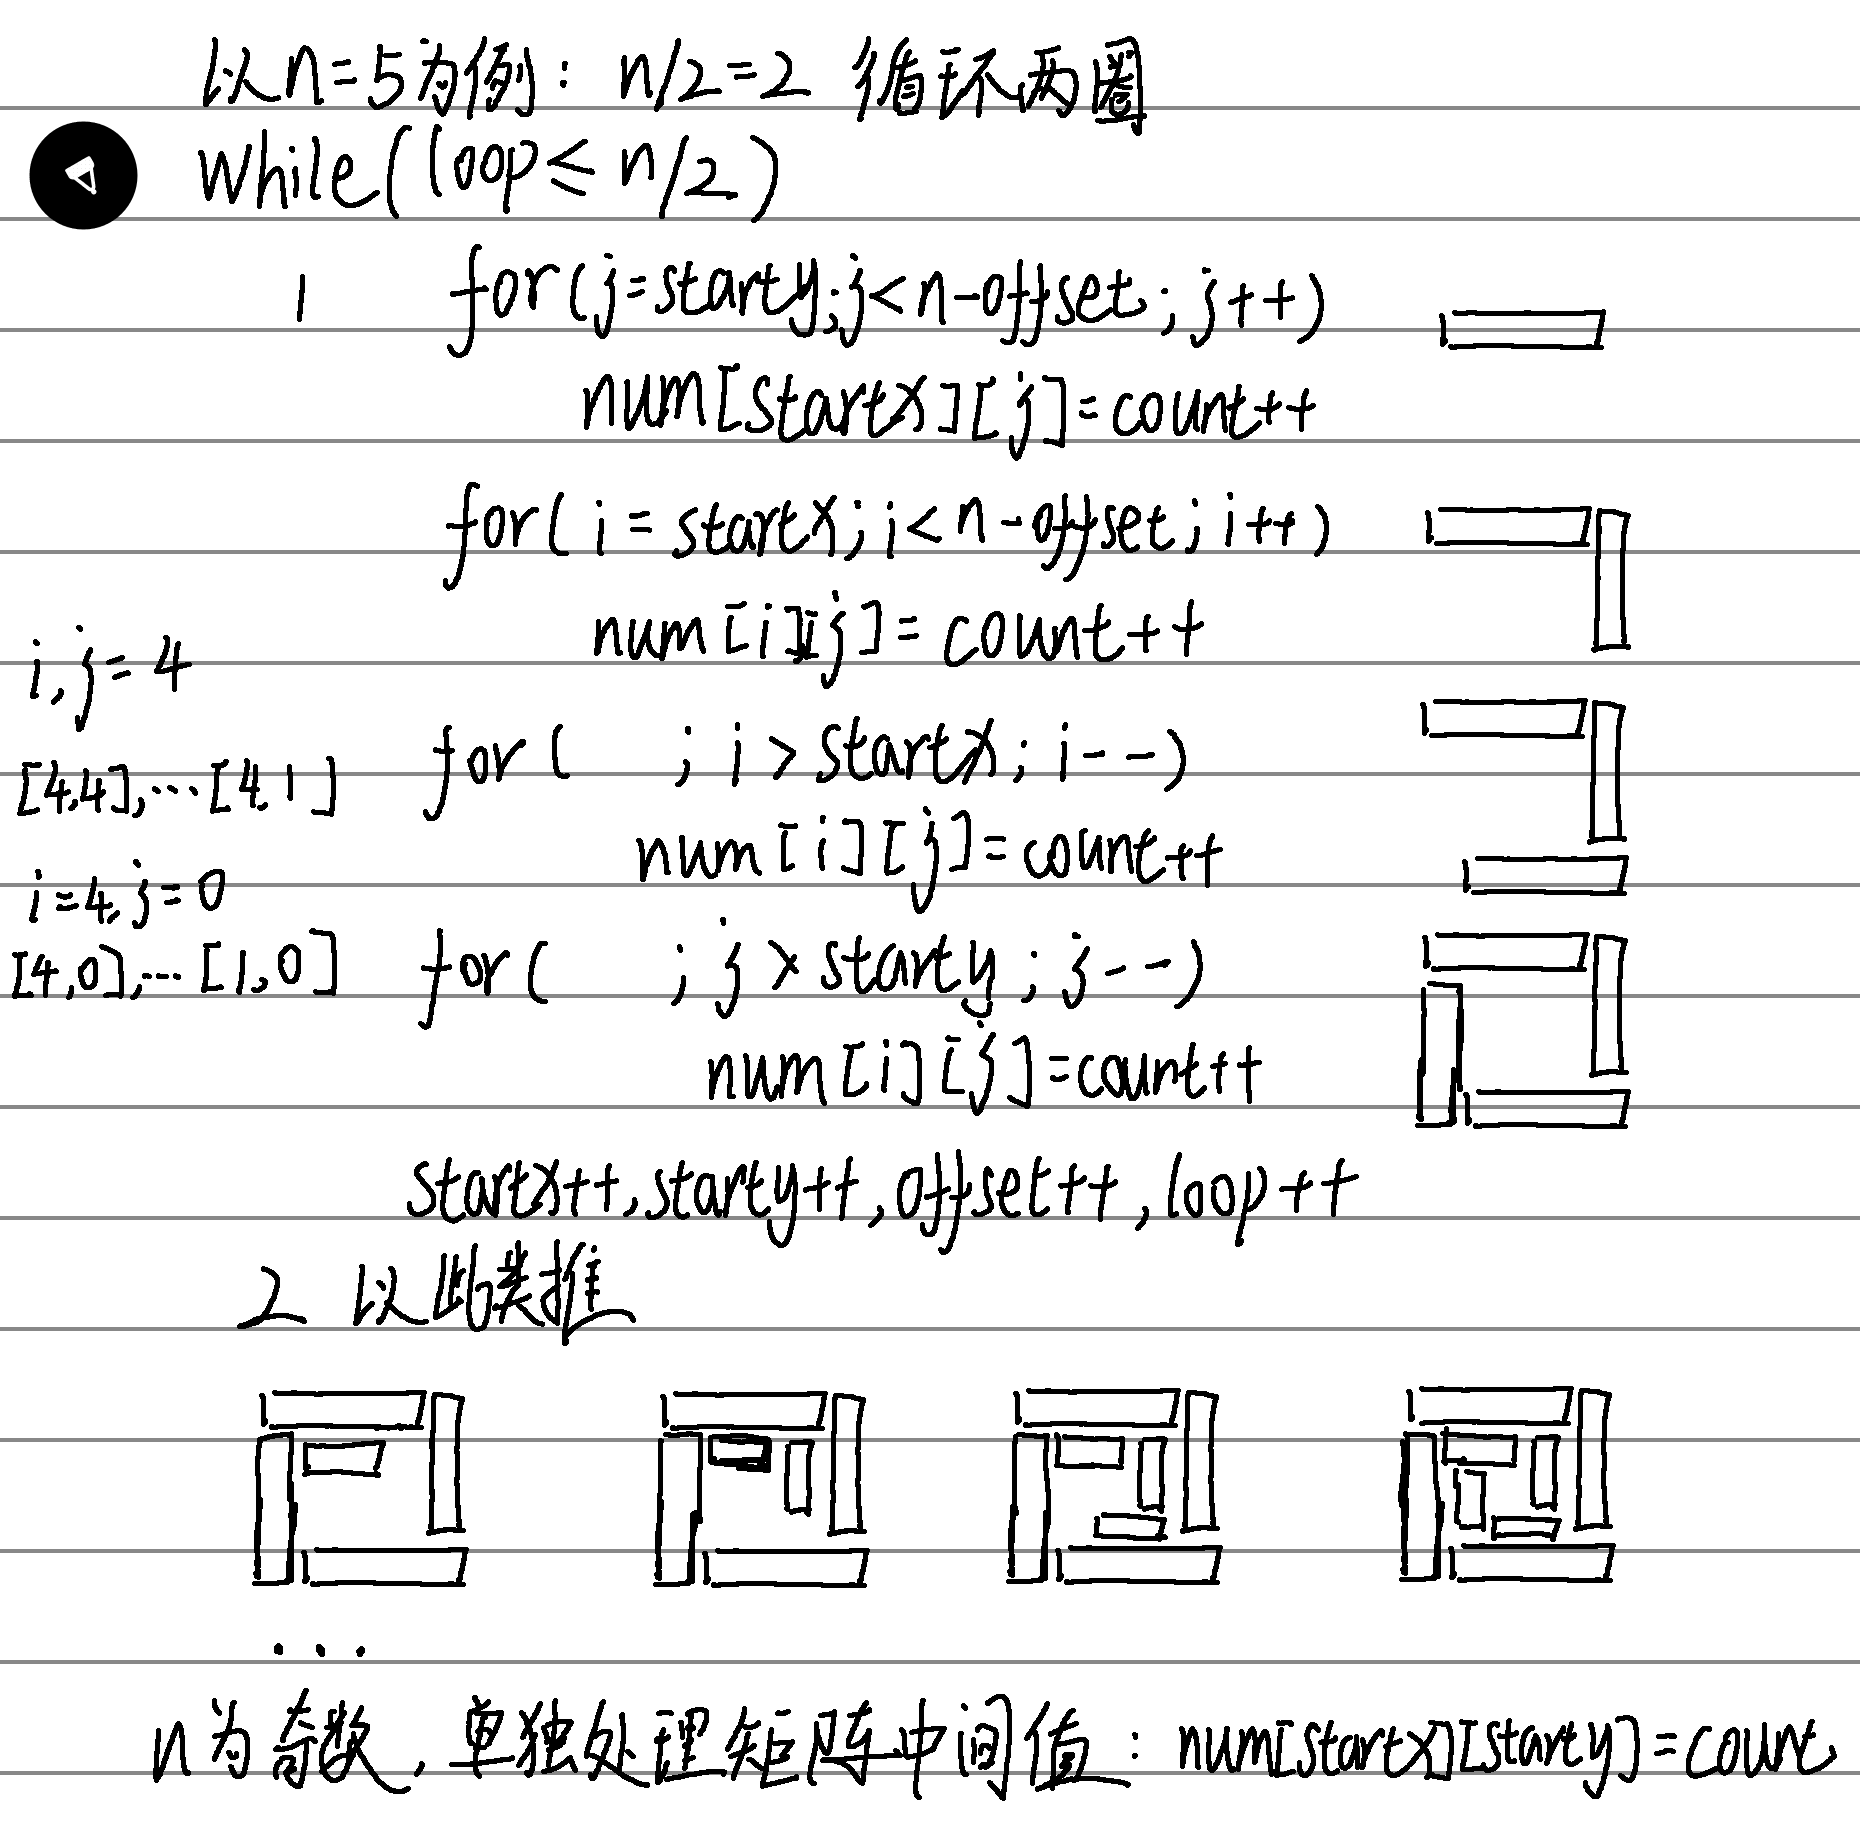 以n=5为例: n/2=2 循环两圈
while(loop≤n/2)
1 for(j=starty;j<n-offset;j++)
num[startx][j]=count++
for(i=startx;i<n-offset;i++)
num[i][j]=count++
i,j=4
for( ;i>startx;i--)
[4,4],…[4,1]
num[i][j]=count++
i=4,j=0
for( ;j>starty;j--)
[4,0],…[1,0]
num[i][j]=count++
startx++,starty++,offset++,loop++
2 以此类推
...
n为奇数,单独处理矩阵中间值:num[startx][starty]=count